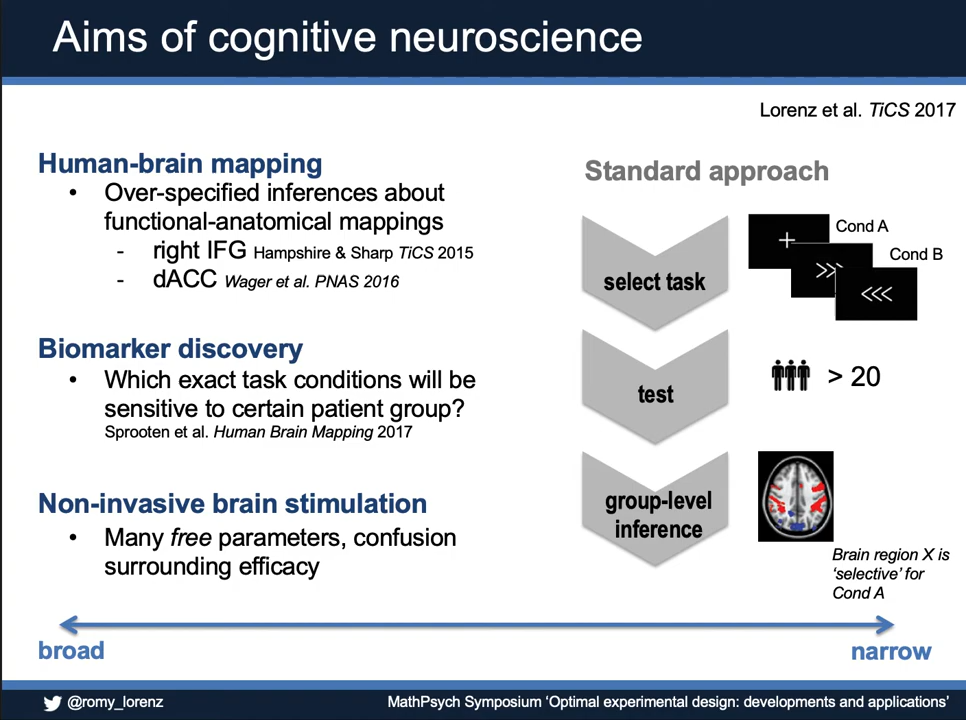 Aims of cognitive neuroscience
Lorenz et al. TiCS 2017
Human-brain mapping
• Over-specified inferences about
functional-anatomical mappings
- right IFG Hampshire & Sharp TiCS 2015
- dACC Wager et al. PNAS 2016
Biomarker discovery
• Which exact task conditions will be
sensitive to certain patient group?
Sprooten et al. Human Brain Mapping 2017
Non-invasive brain stimulation
• Many free parameters, confusion
surrounding efficacy
Standard approach
select task
Cond A
Cond B
+
>>>
<<<
test
> 20
group-level
inference
Brain region X is
‘selective’ for
Cond A
broad
narrow
@romy_lorenz
MathPsych Symposium ‘Optimal experimental design: developments and applications’